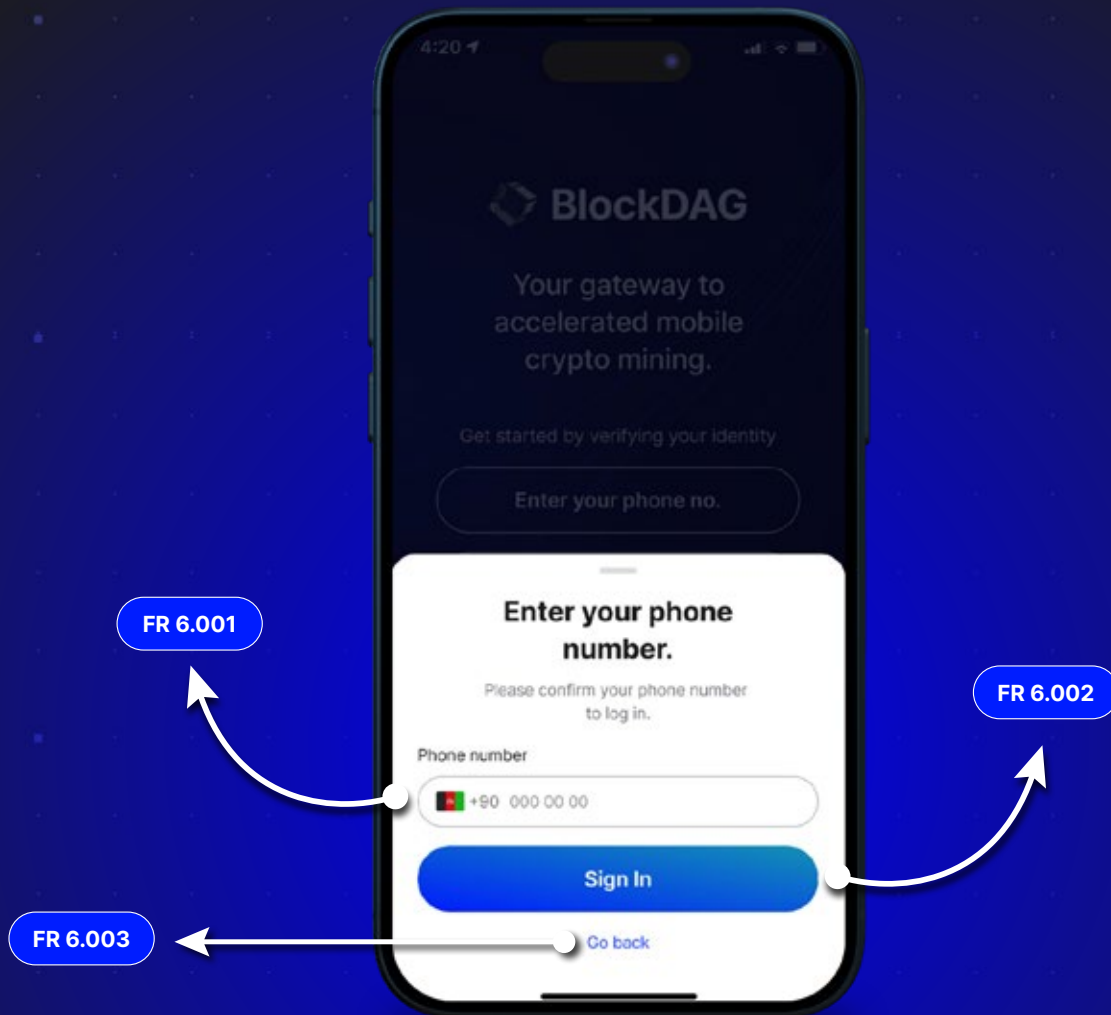 4:20
BlockDAG
Your gateway to
accelerated mobile
crypto mining.
Get started by verifying your identity
Enter your phone no.
Enter your phone
number.
Please confirm your phone number
to log in.
Phone number
+90 000 00 00
Sign In
Go back
FR 6.001
FR 6.002
FR 6.003